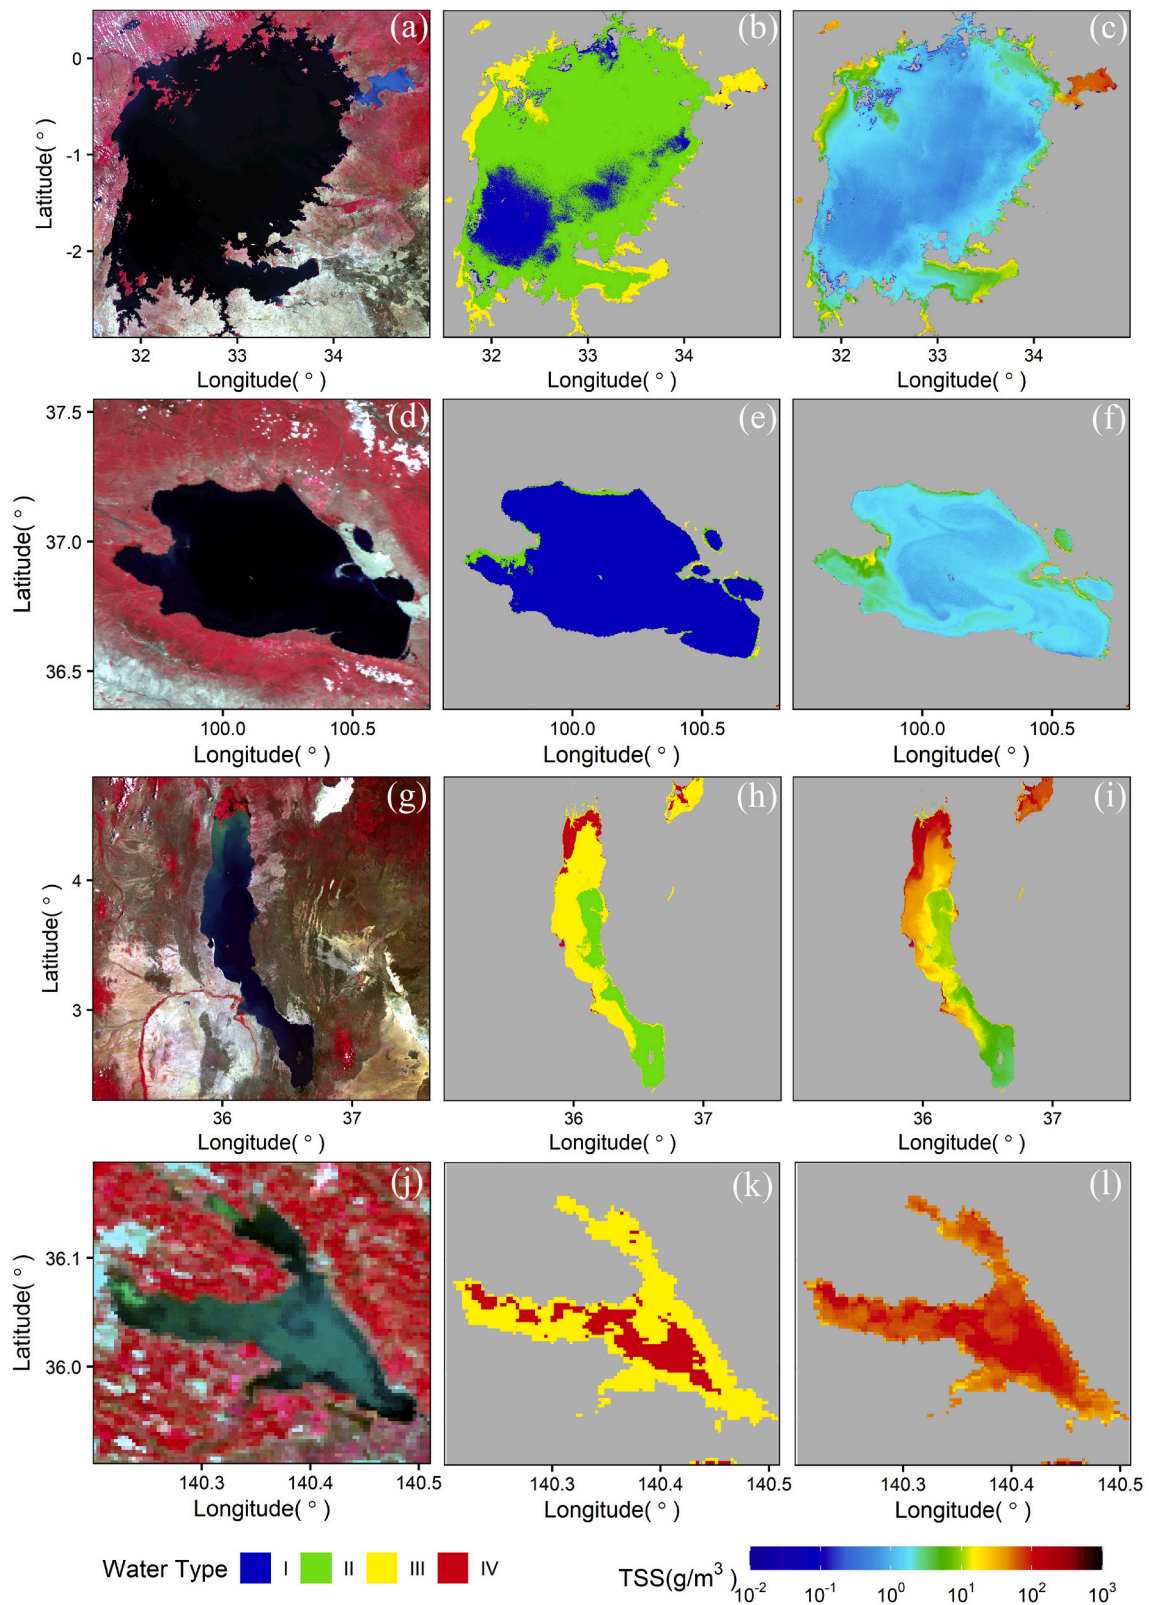 (a) (b) (c)
0
-1
-2
Latitude( ° )
32 33 34 32 33 34 32 33 34
Longitude( ° ) Longitude( ° ) Longitude( ° )
(d) (e) (f)
37.5
37.0
36.5
Latitude( ° )
100.0 100.5 100.0 100.5 100.0 100.5
Longitude( ° ) Longitude( ° ) Longitude( ° )
(g) (h) (i)
4
3
Latitude( ° )
36 37 36 37 36 37
Longitude( ° ) Longitude( ° ) Longitude( ° )
(j) (k) (l)
36.1
36.0
Latitude( ° )
140.3 140.4 140.5 140.3 140.4 140.5 140.3 140.4 140.5
Longitude( ° ) Longitude( ° ) Longitude( ° )
Water Type I II III IV
TSS(g/m³) 10⁻² 10⁻¹ 10⁰ 10¹ 10² 10³